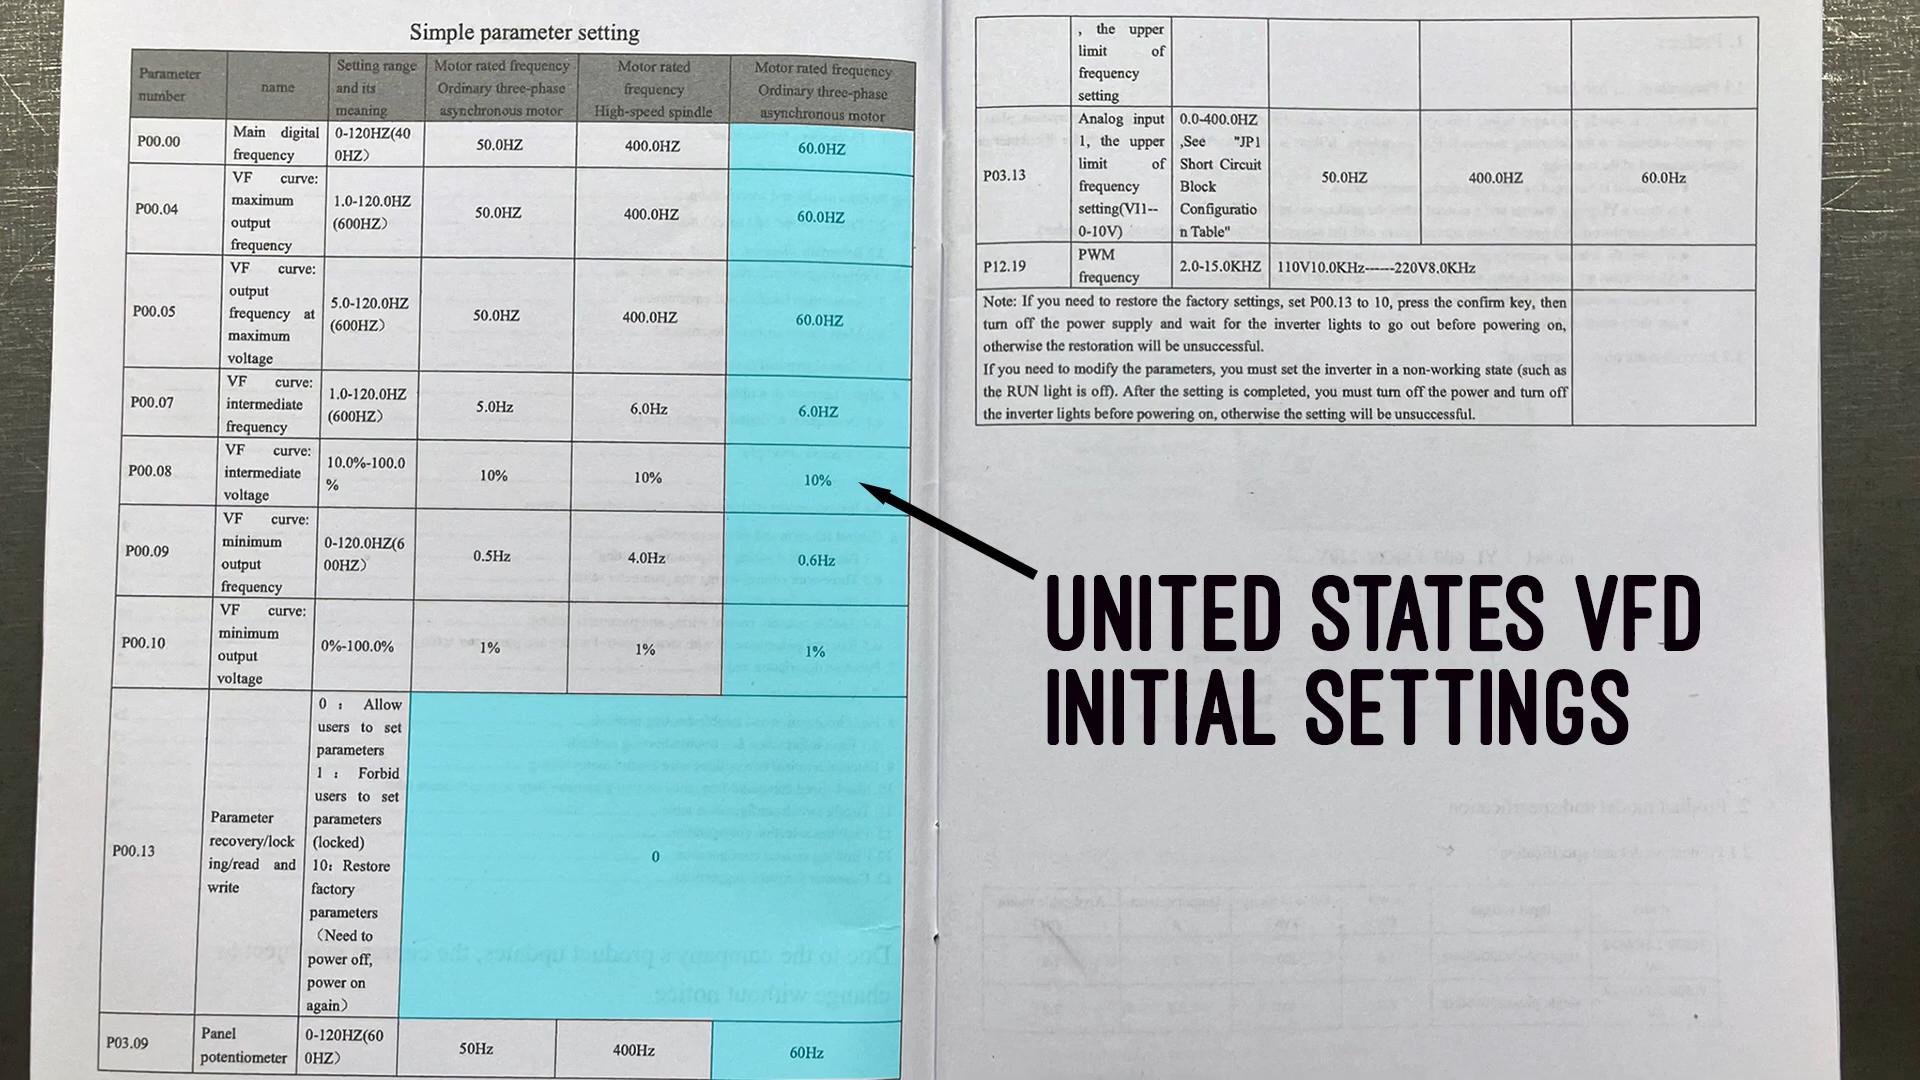 Simple parameter setting
Parameter
number
name
Setting range
and its
meaning
Motor rated frequency
Ordinary three-phase
asynchronous motor
Motor rated
frequency
High-speed spindle
Motor rated frequency
Ordinary three-phase
asynchronous motor
P00.00
Main digital
frequency
0-120HZ(40
0HZ）
50.0HZ
400.0HZ
60.0HZ
P00.04
VF curve:
maximum
output
frequency
1.0-120.0HZ
(600HZ）
50.0HZ
400.0HZ
60.0HZ
P00.05
VF curve:
output
frequency at
maximum
voltage
5.0-120.0HZ
(600HZ）
50.0HZ
400.0HZ
60.0HZ
P00.07
VF curve:
intermediate
frequency
1.0-120.0HZ
(600HZ）
5.0Hz
6.0Hz
6.0HZ
P00.08
VF curve:
intermediate
voltage
10.0%-100.0
%
10%
10%
10%
P00.09
VF curve:
minimum
output
frequency
0-120.0HZ(6
00HZ）
0.5Hz
4.0Hz
0.6Hz
P00.10
VF curve:
minimum
output
voltage
0%-100.0%
1%
1%
1%
P00.13
Parameter
recovery/lock
ing/read and
write
0 ： Allow
users to set
parameters
1 ： Forbid
users to set
parameters
(locked)
10：Restore
factory
parameters
（Need to
power off,
power on
again）
0
P03.09
Panel
potentiometer
0-120HZ(60
0HZ）
50Hz
400Hz
60Hz
, the upper
limit of
frequency
setting
P03.13
Analog input
1, the upper
limit of
frequency
setting(VI1--
0-10V)
0.0-400.0HZ
,See "JP1
Short Circuit
Block
Configuratio
n Table"
50.0HZ
400.0HZ
60.0Hz
P12.19
PWM
frequency
2.0-15.0KHZ
110V10.0KHz------220V8.0KHz
Note: If you need to restore the factory settings, set P00.13 to 10, press the confirm key, then
turn off the power supply and wait for the inverter lights to go out before powering on,
otherwise the restoration will be unsuccessful.
If you need to modify the parameters, you must set the inverter in a non-working state (such as
the RUN light is off). After the setting is completed, you must turn off the power and turn off
the inverter lights before powering on, otherwise the setting will be unsuccessful.
UNITED STATES VFD
INITIAL SETTINGS